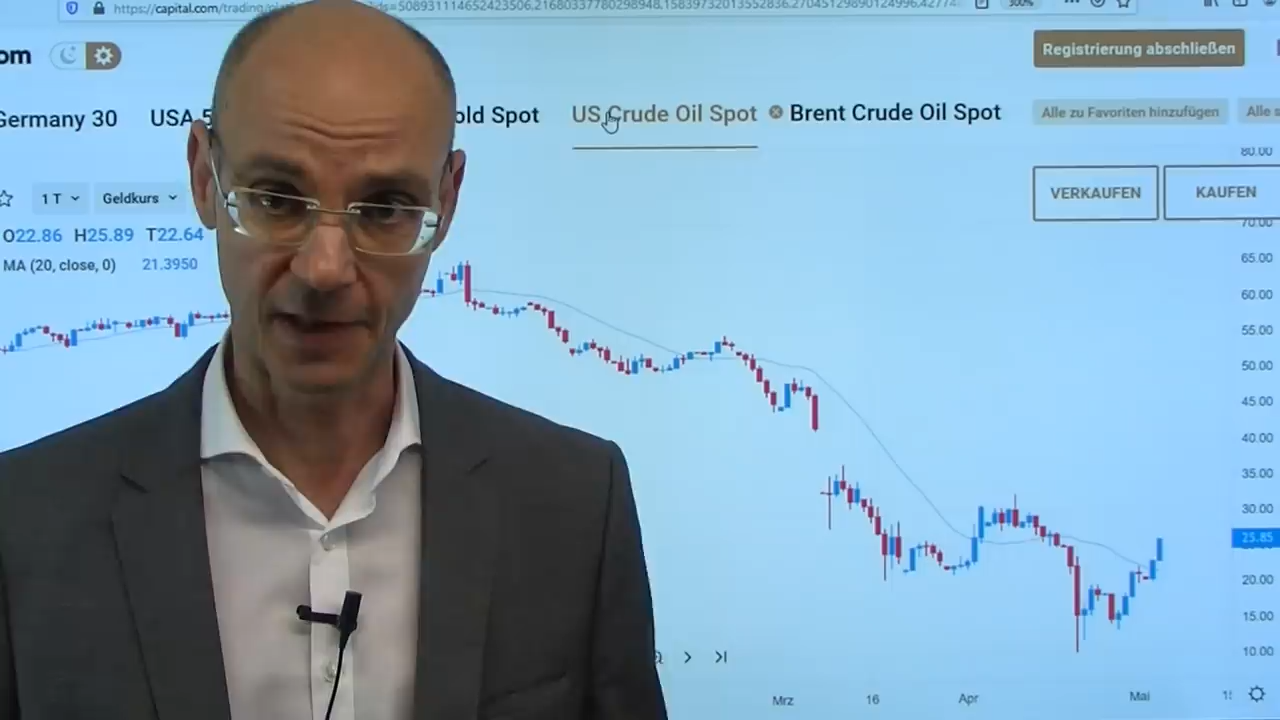 https://capital.com/trading/pl
om
Registrierung abschließen
Germany 30
USA 5
old Spot
US Crude Oil Spot
Brent Crude Oil Spot
Alle zu Favoriten hinzufügen
Alle
80.00
1 T
Geldkurs
VERKAUFEN
KAUFEN
O22.86 H25.89 T22.64
70.00
MA (20, close, 0) 21.3950
65.00
60.00
55.00
50.00
45.00
40.00
35.00
30.00
25.85
20.00
15.00
10.00
Mrz
16
Apr
Mai